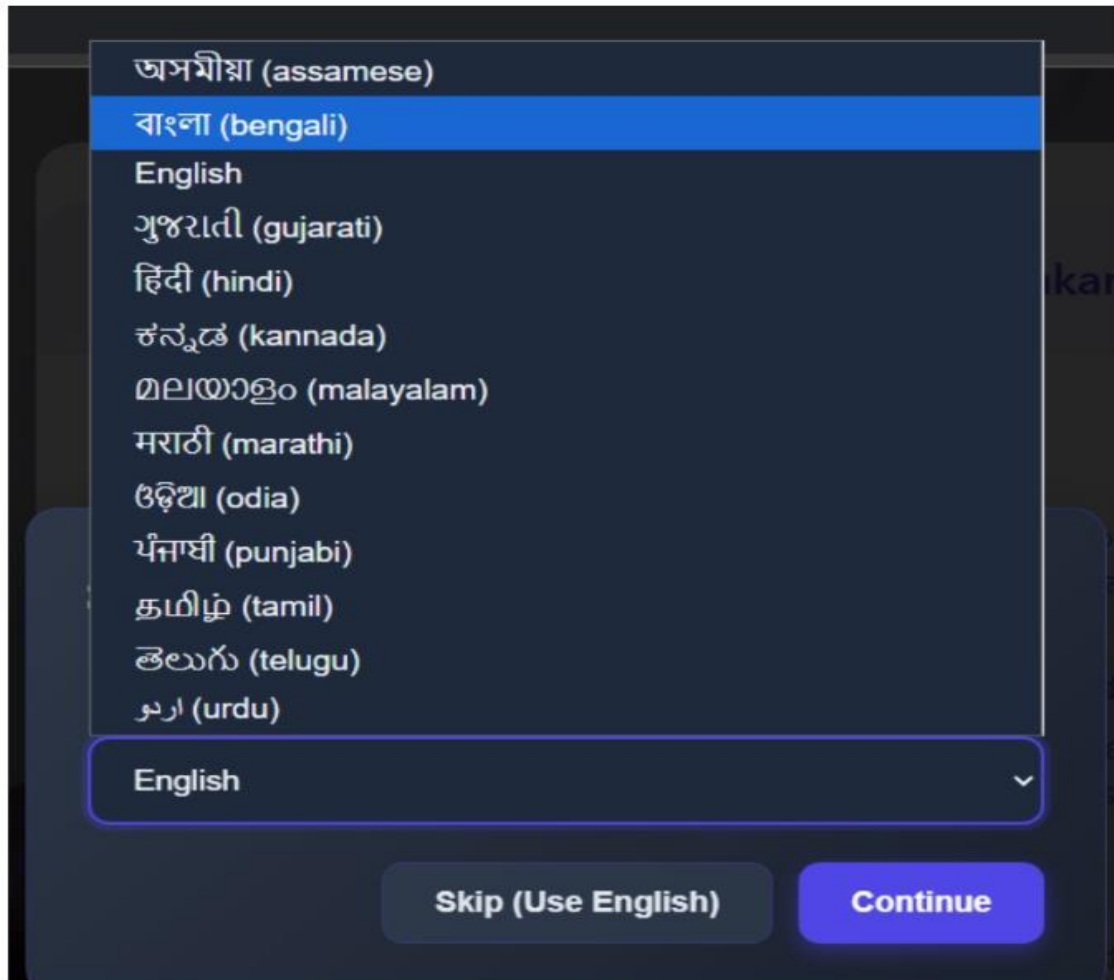 অসমীয়া (assamese)
বাংলা (bengali)
English
ગુજરાતી (gujarati)
हिंदी (hindi)
ಕನ್ನಡ (kannada)
മലയാളം (malayalam)
मराठी (marathi)
ଓଡ଼ିଆ (odia)
ਪੰਜਾਬੀ (punjabi)
தமிழ் (tamil)
తెలుగు (telugu)
اردو (urdu)
English
Skip (Use English)
Continue